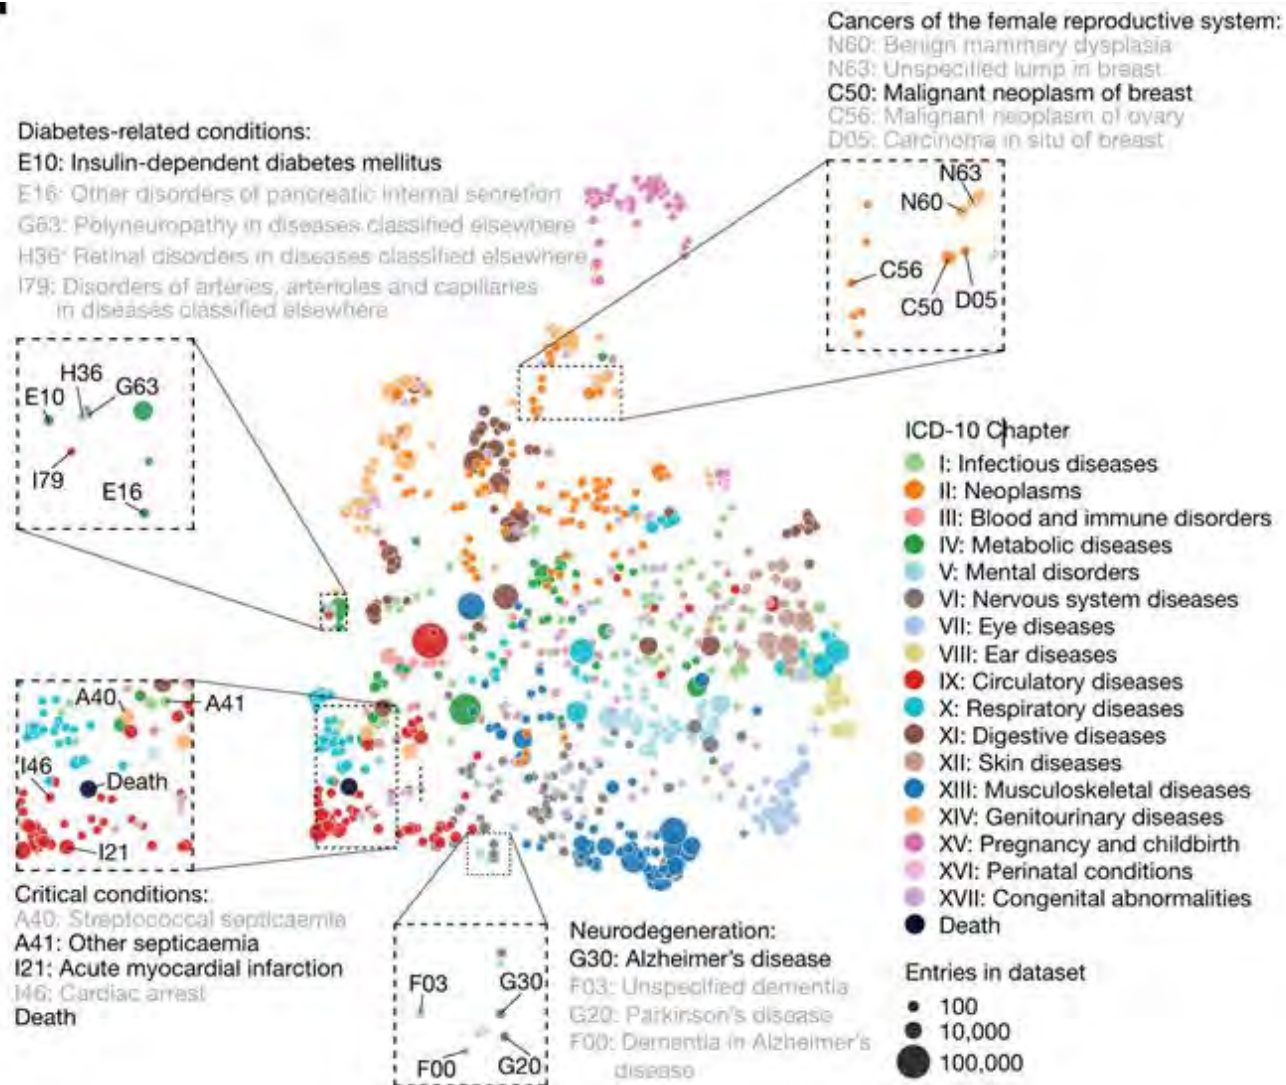 Cancers of the female reproductive system:
N60: Benign mammary dysplasia
N63: Unspecified lump in breast
C50: Malignant neoplasm of breast
C56: Malignant neoplasm of ovary
D05: Carcinoma in situ of breast
N63
N60
C56
C50
D05
Diabetes-related conditions:
E10: Insulin-dependent diabetes mellitus
E16: Other disorders of pancreatic internal secretion
G63: Polyneuropathy in diseases classified elsewhere
H36: Retinal disorders in diseases classified elsewhere
I79: Disorders of arteries, arterioles and capillaries
in diseases classified elsewhere
H36
G63
E10
I79
E16
ICD-10 Chapter
I: Infectious diseases
II: Neoplasms
III: Blood and immune disorders
IV: Metabolic diseases
V: Mental disorders
VI: Nervous system diseases
VII: Eye diseases
VIII: Ear diseases
IX: Circulatory diseases
X: Respiratory diseases
XI: Digestive diseases
XII: Skin diseases
XIII: Musculoskeletal diseases
XIV: Genitourinary diseases
XV: Pregnancy and childbirth
XVI: Perinatal conditions
XVII: Congenital abnormalities
Death
Entries in dataset
100
10,000
100,000
A40
A41
I46
Death
I21
Critical conditions:
A40: Streptococcal septicaemia
A41: Other septicaemia
I21: Acute myocardial infarction
I46: Cardiac arrest
Death
F03
G30
F00
G20
Neurodegeneration:
G30: Alzheimer's disease
F03: Unspecified dementia
G20: Parkinson's disease
F00: Dementia in Alzheimer's
disease